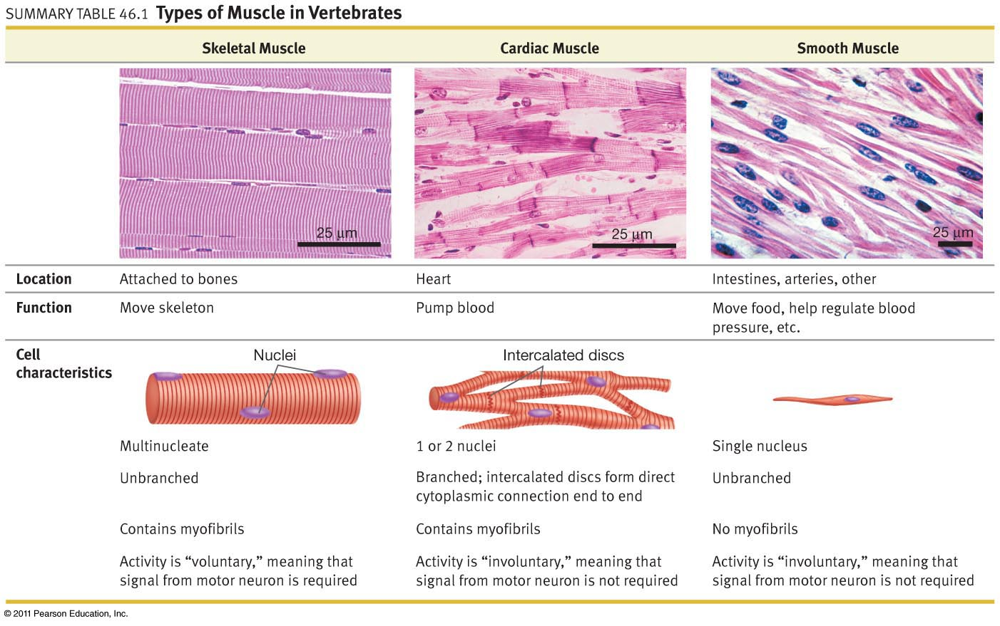 SUMMARY TABLE 46.1 Types of Muscle in Vertebrates
Skeletal Muscle
Cardiac Muscle
Smooth Muscle
25 µm
25 µm
25 µm
Location
Attached to bones
Heart
Intestines, arteries, other
Function
Move skeleton
Pump blood
Move food, help regulate blood
pressure, etc.
Cell
characteristics
Nuclei
Intercalated discs
Multinucleate
1 or 2 nuclei
Single nucleus
Unbranched
Branched; intercalated discs form direct
cytoplasmic connection end to end
Unbranched
Contains myofibrils
Contains myofibrils
No myofibrils
Activity is “voluntary,” meaning that
signal from motor neuron is required
Activity is “involuntary,” meaning that
signal from motor neuron is not required
Activity is “involuntary,” meaning that
signal from motor neuron is not required
© 2011 Pearson Education, Inc.